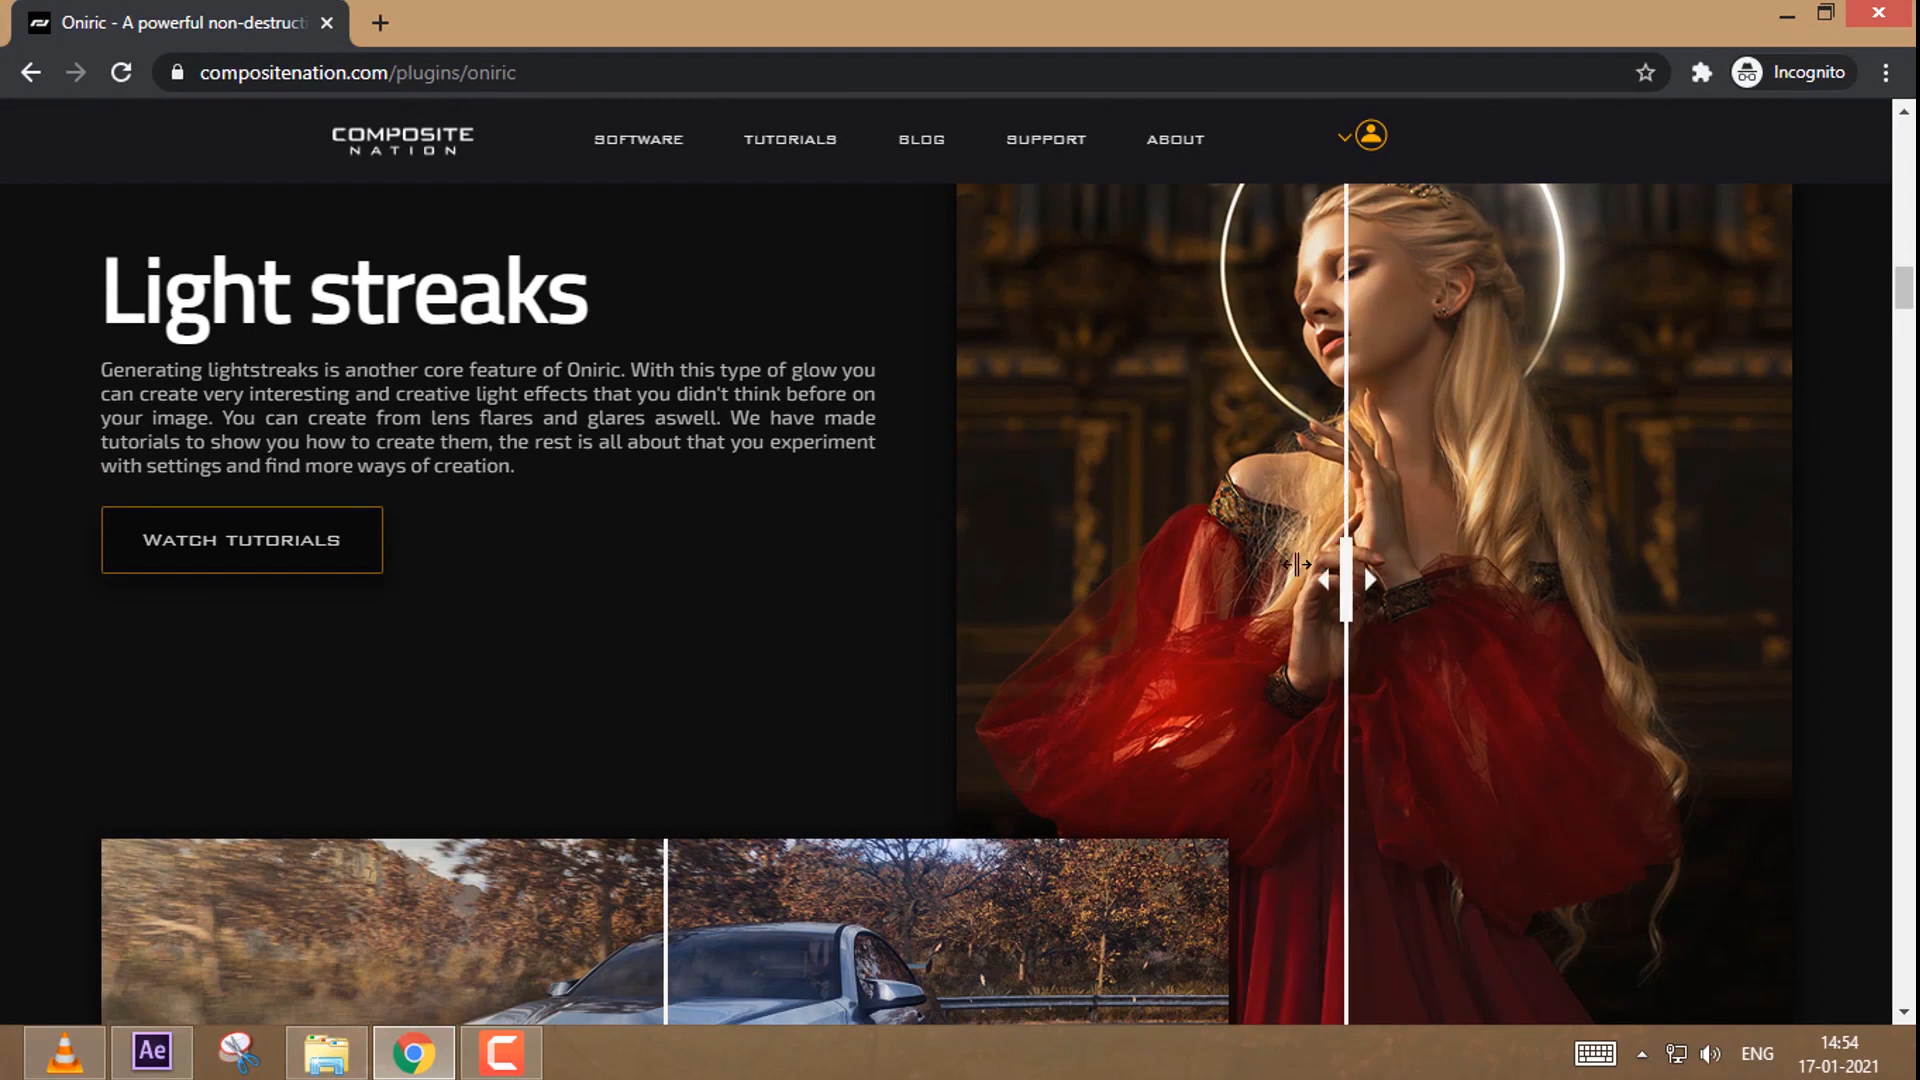 Oniric - A powerful non-destruct
compositenation.com/plugins/oniric
Incognito
COMPOSITE
NATION
SOFTWARE
TUTORIALS
BLOG
SUPPORT
ABOUT
Light streaks
Generating lightstreaks is another core feature of Oniric. With this type of glow you
can create very interesting and creative light effects that you didn't think before on
your image. You can create from lens flares and glares aswell. We have made
tutorials to show you how to create them, the rest is all about that you experiment
with settings and find more ways of creation.
WATCH TUTORIALS
Ae
ENG
14:54
17-01-2021